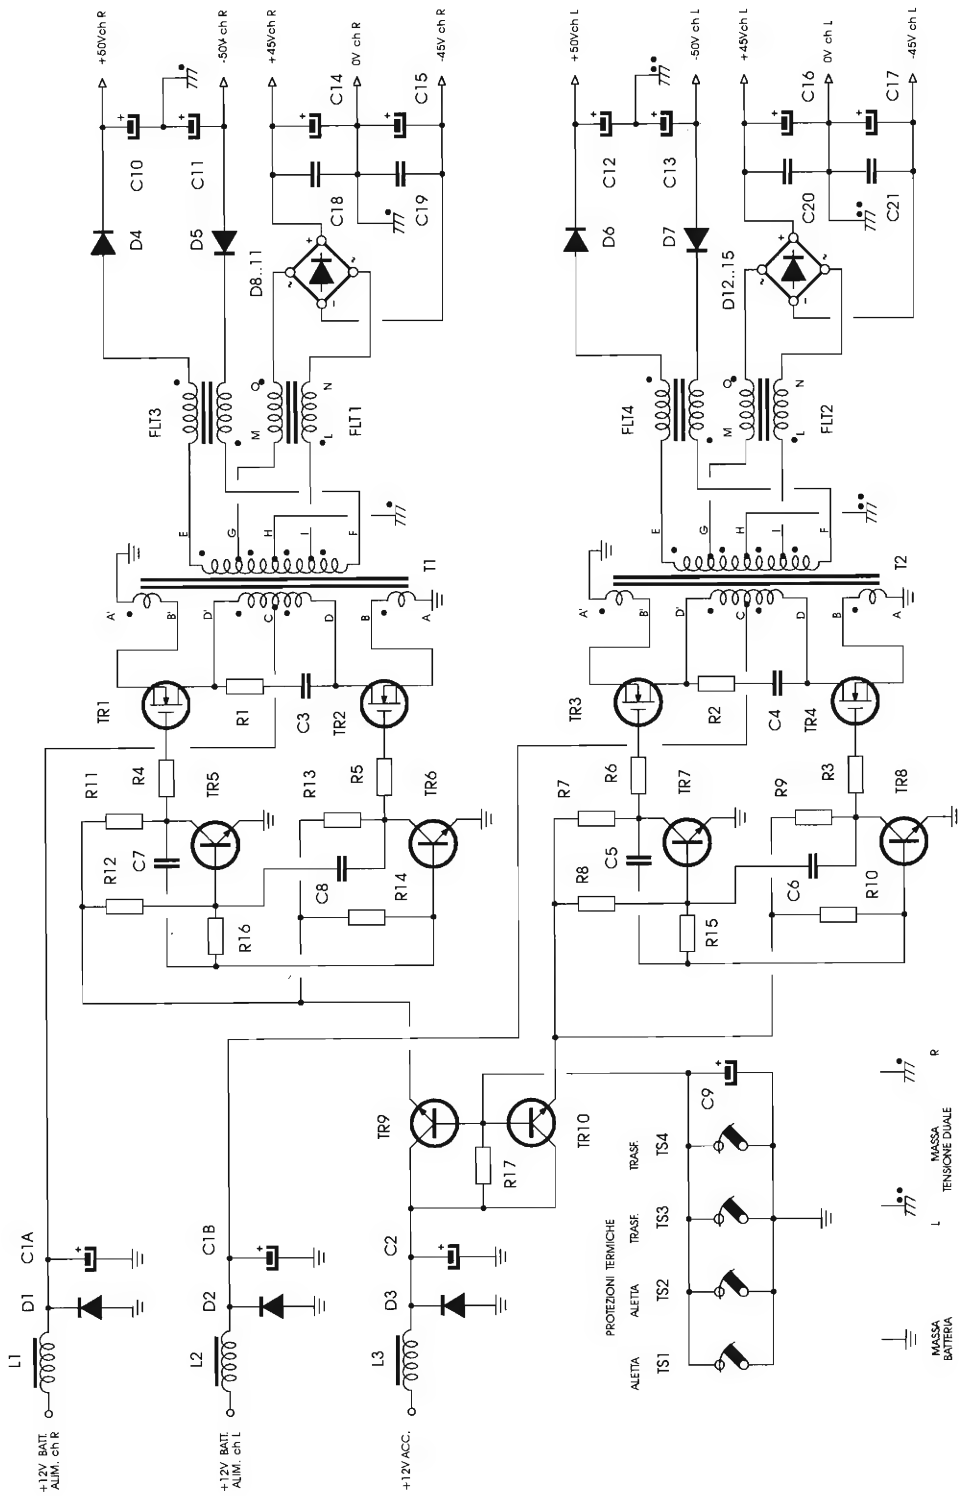 +50Vch R
-50V ch R
+45Vch R
0V ch R
-45V ch R
+50Vch L
-50V ch L
+45Vch L
0V ch L
-45V ch L
C10
C11
C14
C15
C18
C19
C12
C13
C16
C17
C20
C21
D4
D5
D8..11
D6
D7
D12..15
FLT3
M
O
L
N
FLT1
FLT4
M
O
L
N
FLT2
E
G
H
I
F
T1
E
G
H
I
F
T2
A'
B'
D'
C
D
B
A
A'
B'
D'
C
D
B
A
TR1
R1
C3
TR2
TR3
R2
C4
TR4
R11
R4
TR5
R13
R5
TR6
R12
C7
C8
R14
R16
R7
R6
TR7
R9
R3
TR8
R8
C5
C6
R10
R15
TR9
R17
TR10
L1
D1
C1A
L2
D2
C1B
L3
D3
C2
+12V BATT.
ALIM. ch R
+12V BATT.
ALIM. ch L
+12V ACC.
PROTEZIONI TERMICHE
ALETTA
TS1
ALETTA
TS2
TRASF.
TS3
TRASF.
TS4
C9
MASSA
BATTERIA
L
MASSA
TENSIONE DUALE
R